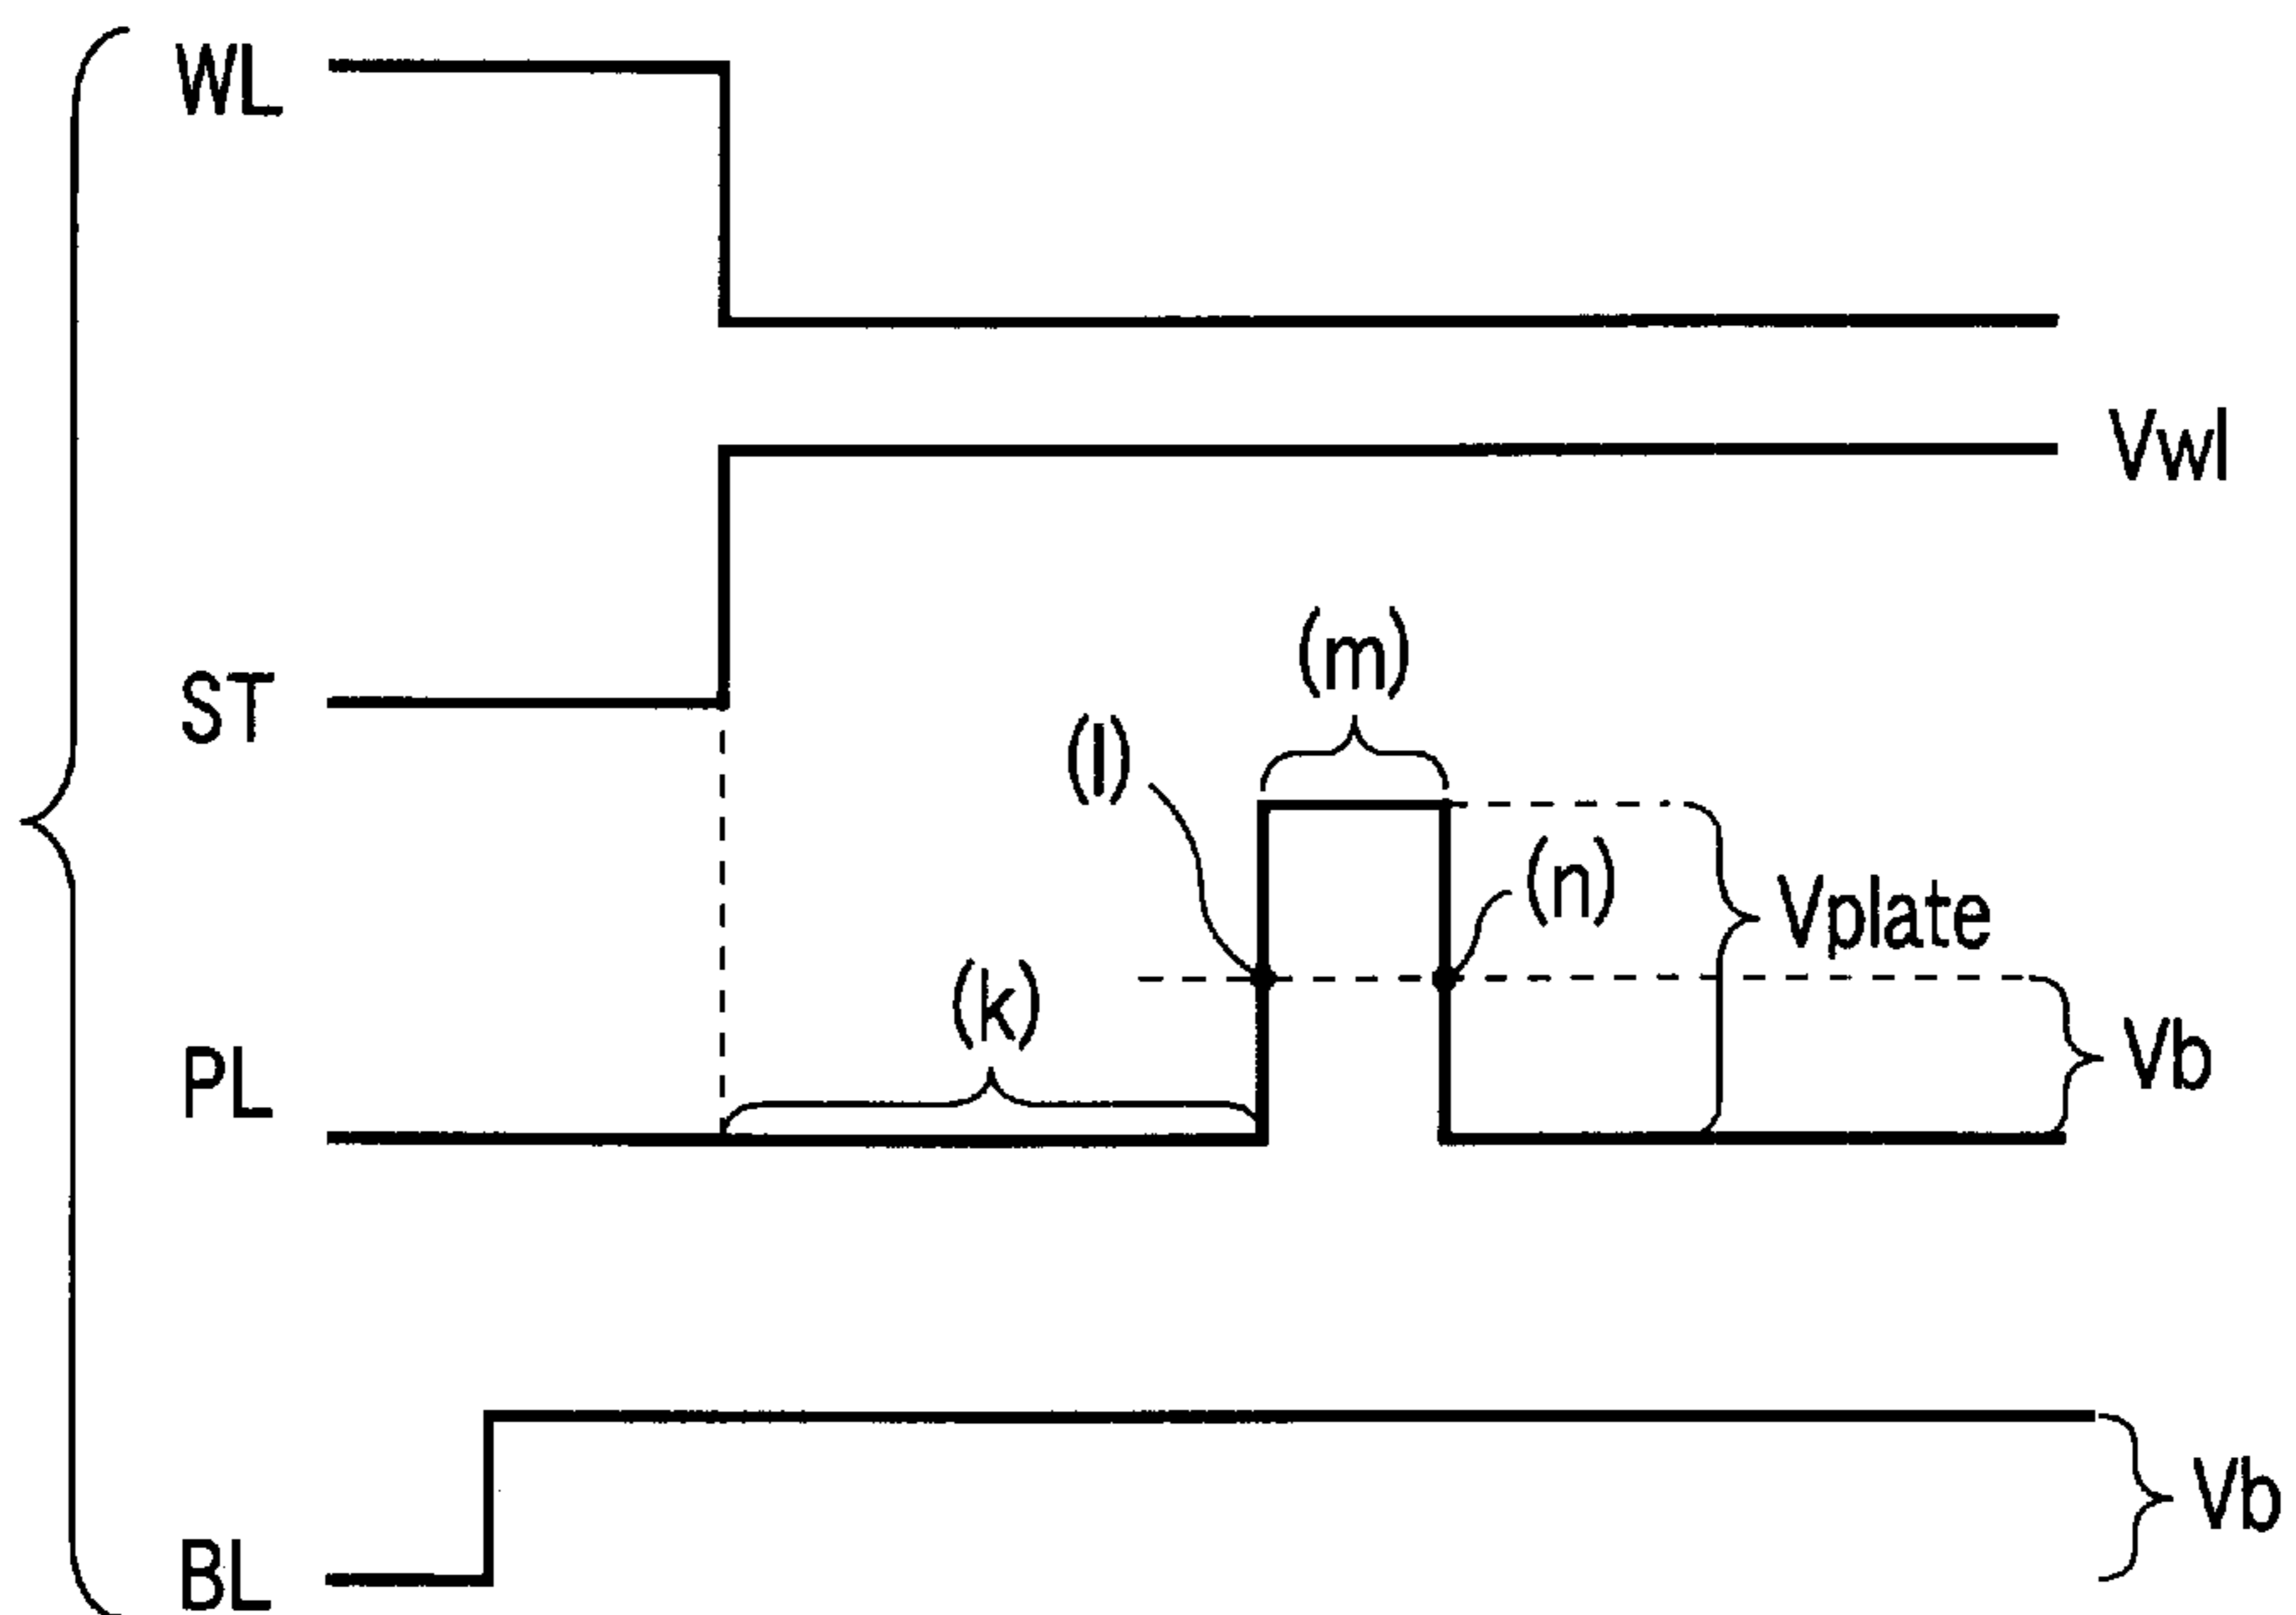 WL
Vwl
ST
(m)
(l)
(n)
Vplate
(k)
Vb
PL
Vb
BL